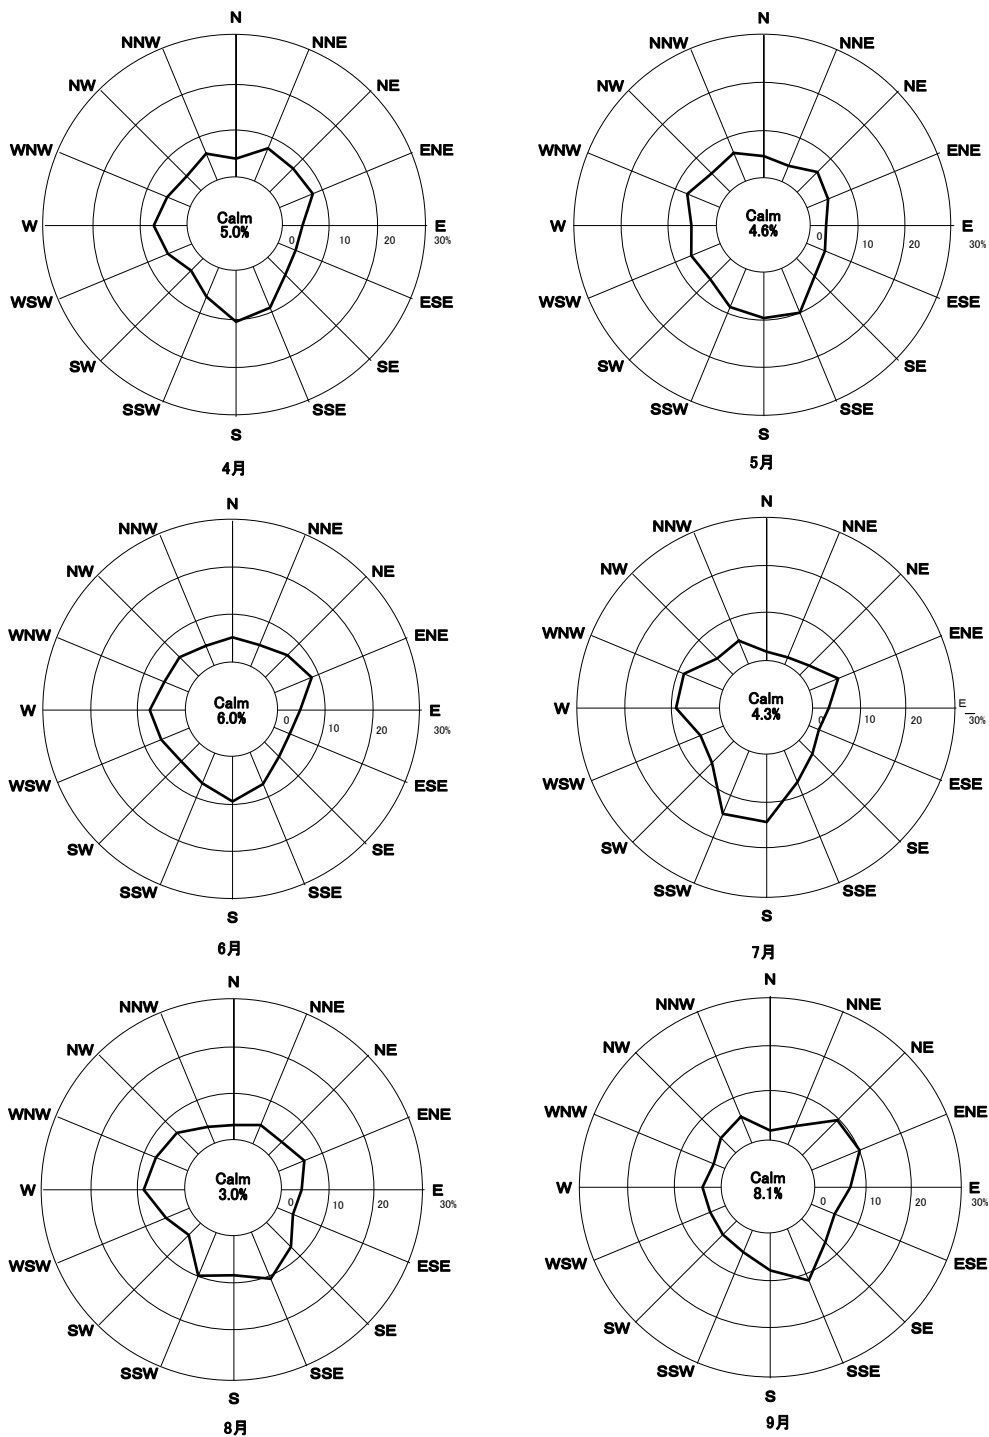 N
NNW NNE
NW NE
WNW ENE
Calm
5.0%
W E
0 10 20 30%
WSW ESE
SW SE
SSW SSE
S
4月
N
NNW NNE
NW NE
WNW ENE
Calm
4.6%
W E
0 10 20 30%
WSW ESE
SW SE
SSW SSE
S
5月
N
NNW NNE
NW NE
WNW ENE
Calm
6.0%
W E
0 10 20 30%
WSW ESE
SW SE
SSW SSE
S
6月
N
NNW NNE
NW NE
WNW ENE
Calm
4.3%
W E
0 10 20 30%
WSW ESE
SW SE
SSW SSE
S
7月
N
NNW NNE
NW NE
WNW ENE
Calm
3.0%
W E
0 10 20 30%
WSW ESE
SW SE
SSW SSE
S
8月
N
NNW NNE
NW NE
WNW ENE
Calm
8.1%
W E
0 10 20 30%
WSW ESE
SW SE
SSW SSE
S
9月